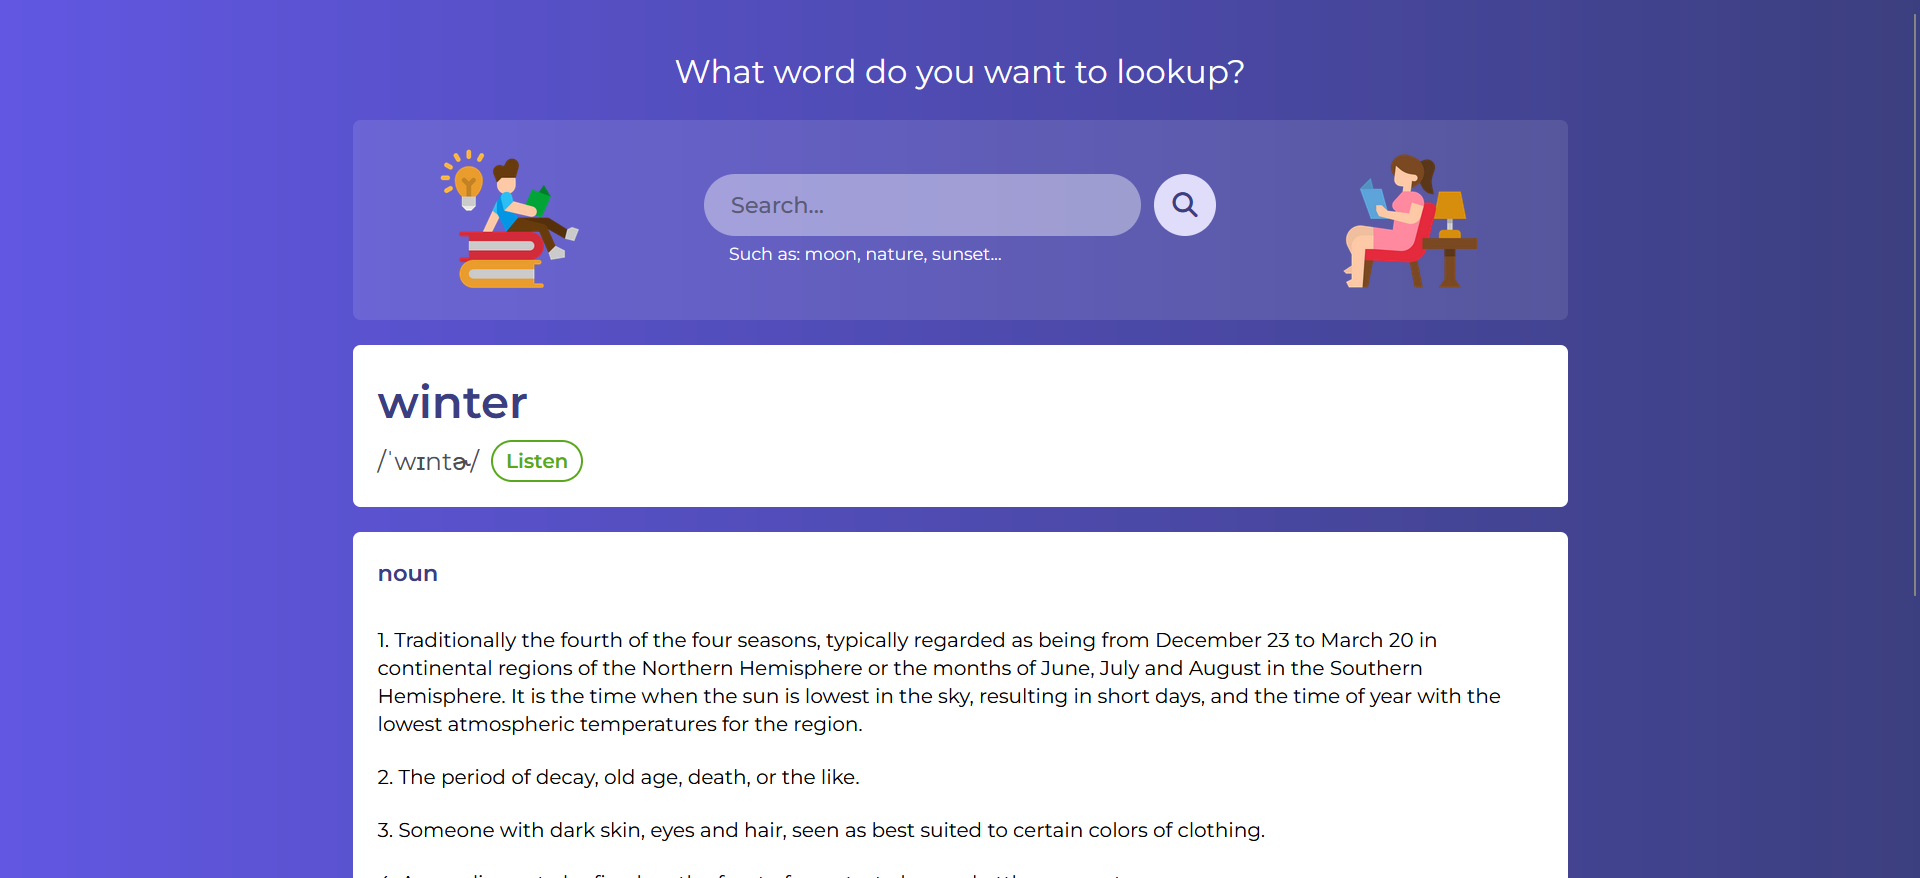 What word do you want to lookup?
Search...
Such as: moon, nature, sunset...
winter
/ˈwɪntɚ/ Listen
noun
1. Traditionally the fourth of the four seasons, typically regarded as being from December 23 to March 20 in
continental regions of the Northern Hemisphere or the months of June, July and August in the Southern
Hemisphere. It is the time when the sun is lowest in the sky, resulting in short days, and the time of year with the
lowest atmospheric temperatures for the region.
2. The period of decay, old age, death, or the like.
3. Someone with dark skin, eyes and hair, seen as best suited to certain colors of clothing.